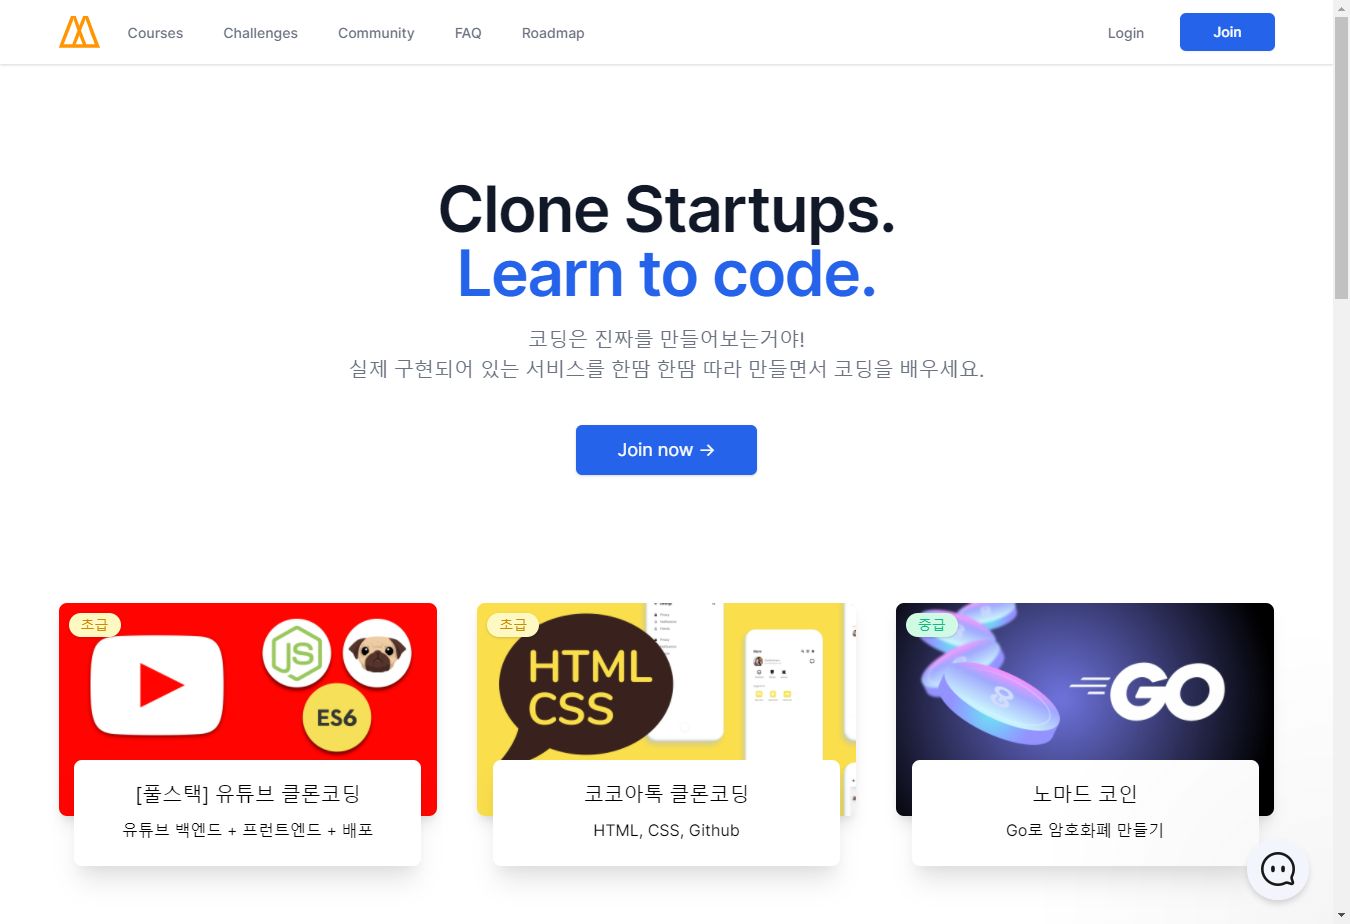 Courses Challenges Community FAQ Roadmap Login Join
Clone Startups.
Learn to code.
코딩은 진짜를 만들어보는거야!
실제 구현되어 있는 서비스를 한땀 한땀 따라 만들면서 코딩을 배우세요.
Join now →
초급
JS
ES6
[풀스택] 유튜브 클론코딩
유튜브 백엔드 + 프런트엔드 + 배포
초급
HTML
CSS
코코아톡 클론코딩
HTML, CSS, Github
중급
GO
노마드 코인
Go로 암호화폐 만들기